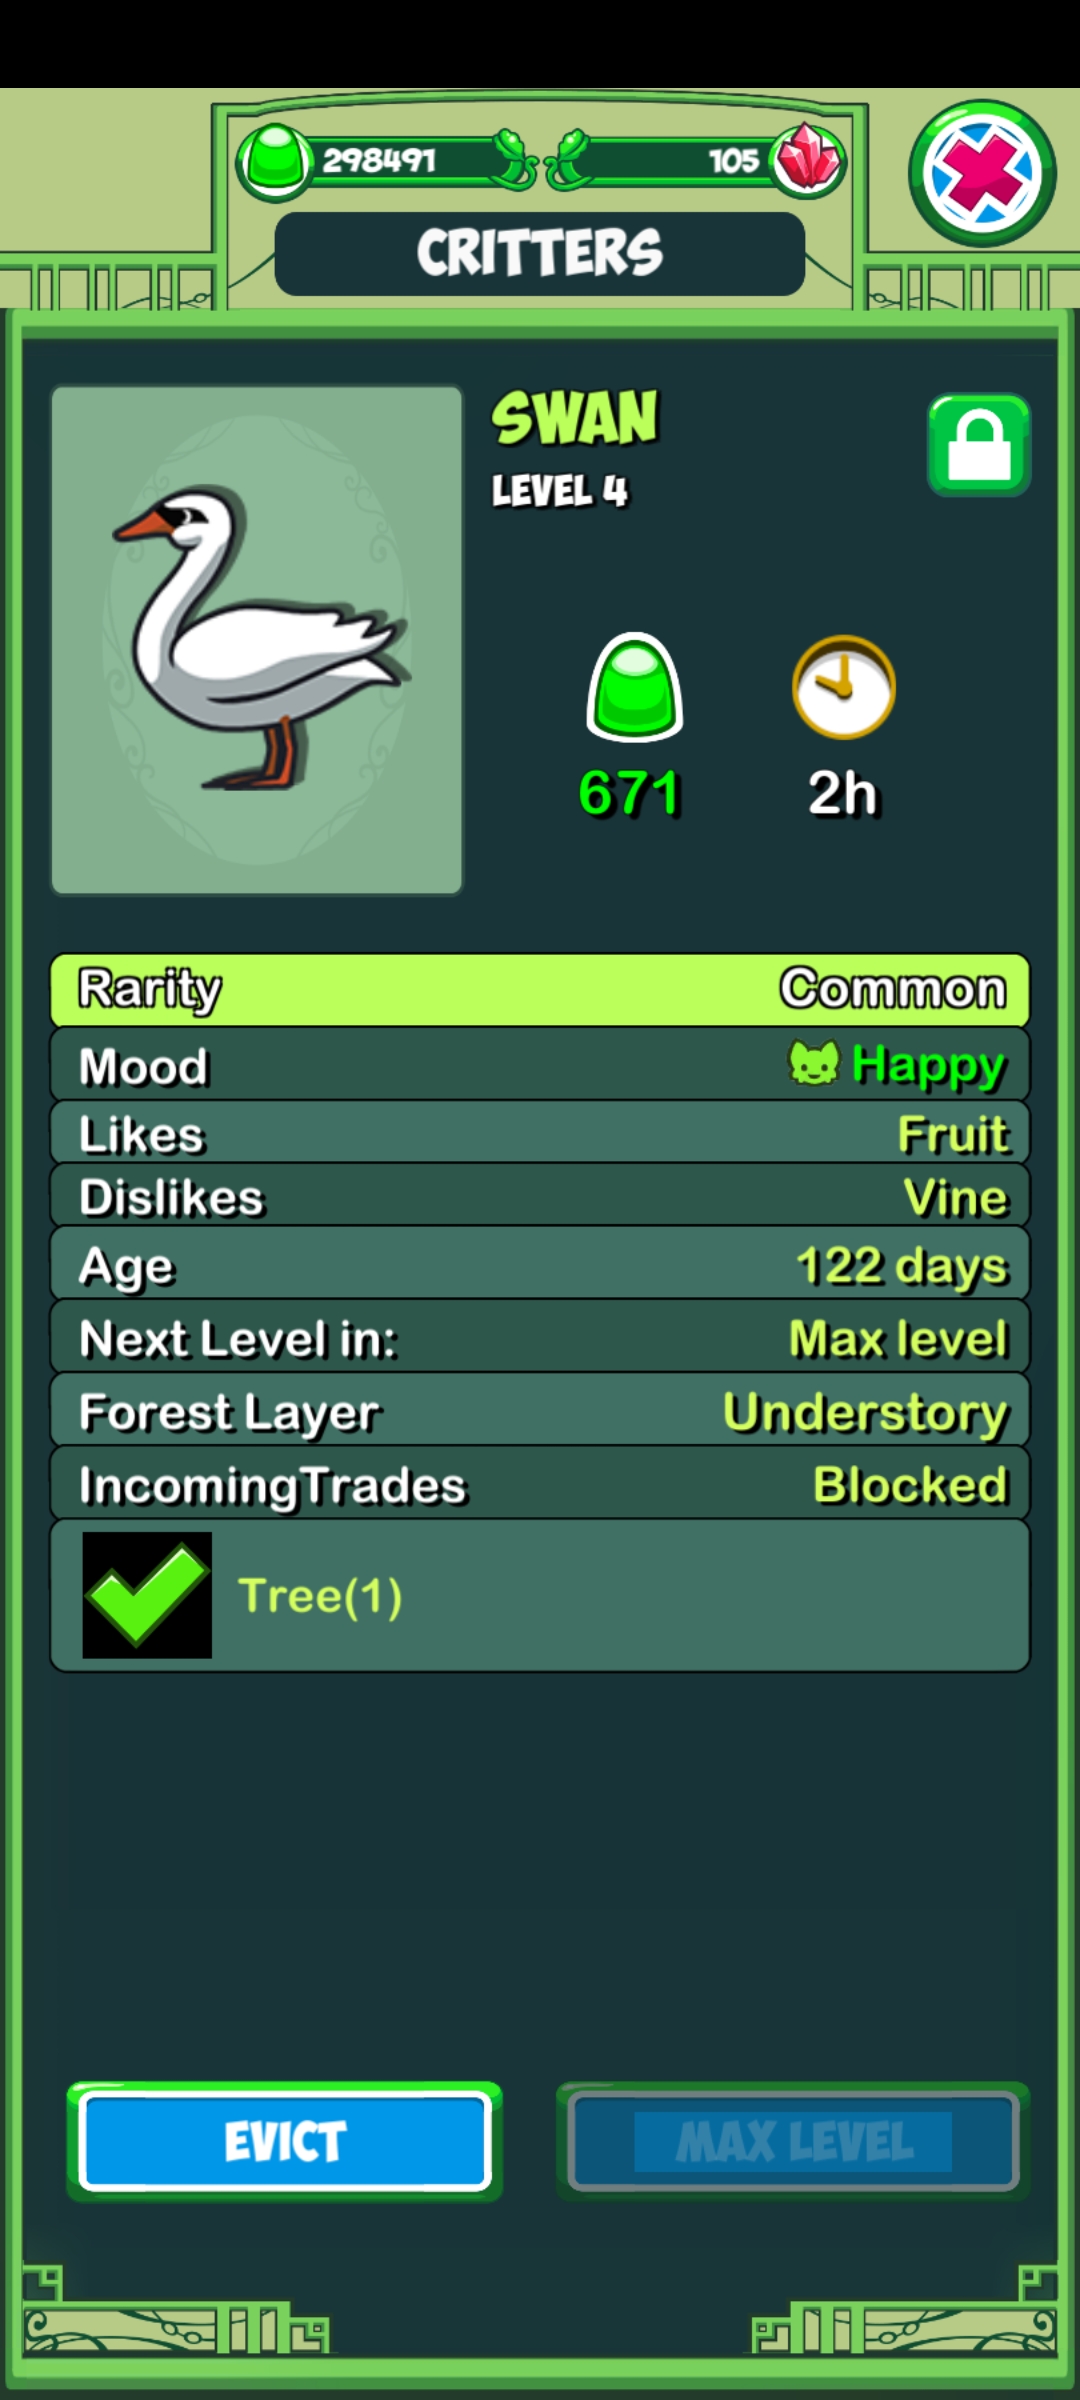 298491
105
CRITTERS
SWAN
LEVEL 4
671
2h
Rarity Common
Mood Happy
Likes Fruit
Dislikes Vine
Age 122 days
Next Level in: Max level
Forest Layer Understory
IncomingTrades Blocked
Tree(1)
EVICT
MAX LEVEL